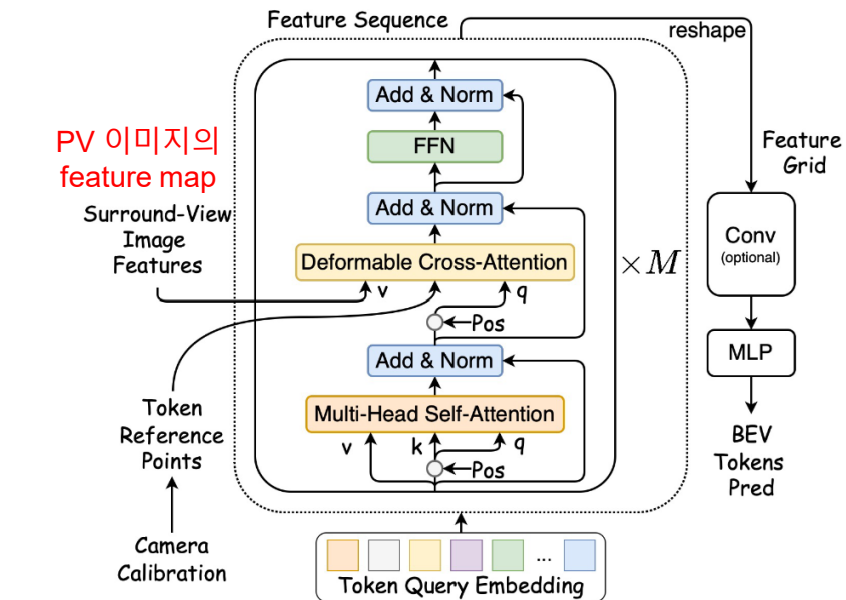 Feature Sequence
reshape
Add & Norm
FFN
PV 이미지의
feature map
Add & Norm
Surround-View
Image
Features
Deformable Cross-Attention
v
q
Pos
×M
Feature
Grid
Conv
(optional)
Add & Norm
MLP
Multi-Head Self-Attention
v
k
q
Pos
Token
Reference
Points
BEV
Tokens
Pred
Camera
Calibration
...
Token Query Embedding